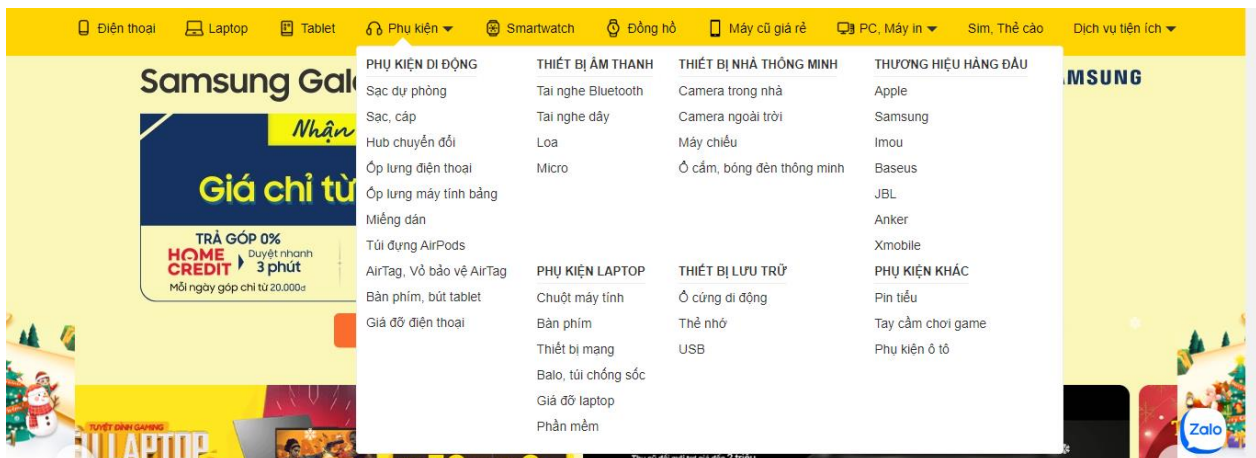 Điện thoại
Laptop
Tablet
Phụ kiện
Smartwatch
Đồng hồ
Máy cũ giá rẻ
PC, Máy in
Sim, Thẻ cào
Dịch vụ tiện ích
PHỤ KIỆN DI ĐỘNG
Sạc dự phòng
Sạc, cáp
Hub chuyển đổi
Ốp lưng điện thoại
Ốp lưng máy tính bảng
Miếng dán
Túi đựng AirPods
AirTag, Vỏ bảo vệ AirTag
Bàn phím, bút tablet
Giá đỡ điện thoại
THIẾT BỊ ÂM THANH
Tai nghe Bluetooth
Tai nghe dây
Loa
Micro
THIẾT BỊ NHÀ THÔNG MINH
Camera trong nhà
Camera ngoài trời
Máy chiếu
Ổ cắm, bóng đèn thông minh
THƯƠNG HIỆU HÀNG ĐẦU
Apple
Samsung
Imou
Baseus
JBL
Anker
Xmobile
PHỤ KIỆN LAPTOP
Chuột máy tính
Bàn phím
Thiết bị mạng
Balo, túi chống sốc
Giá đỡ laptop
Phần mềm
THIẾT BỊ LƯU TRỮ
Ổ cứng di động
Thẻ nhớ
USB
PHỤ KIỆN KHÁC
Pin tiểu
Tay cầm chơi game
Phụ kiện ô tô
Samsung Gal
MSUNG
Nhận
Giá chỉ từ
TRẢ GÓP 0%
HOME CREDIT
Duyệt nhanh
3 phút
Mỗi ngày góp chỉ từ 20.000đ
TUYỆT ĐỈNH GAMING
LAPTOP
Zalo